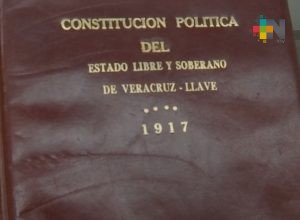 CONSTITUCION POLITICA
DEL
ESTADO LIBRE Y SOBERANO
DE VERACRUZ - LLAVE
1917